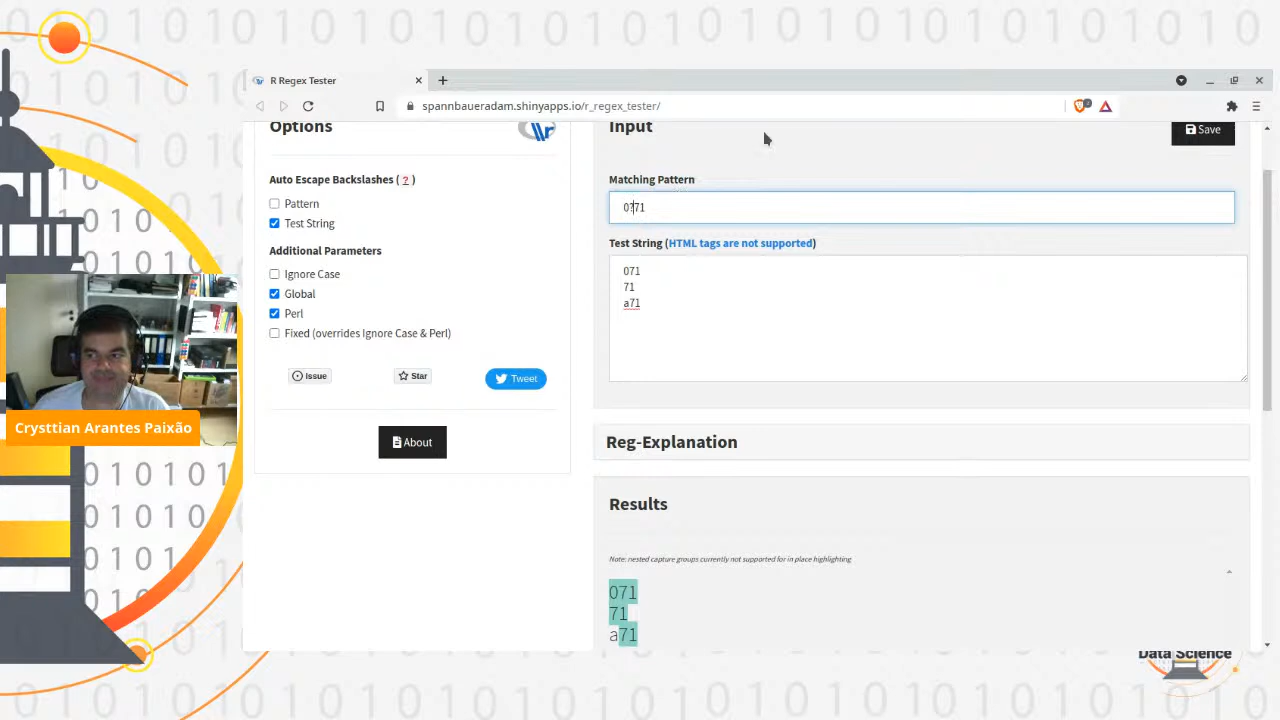 R Regex Tester
spannbaueradam.shinyapps.io/r_regex_tester/
Options
Auto Escape Backslashes ( ? )
Pattern
Test String
Additional Parameters
Ignore Case
Global
Perl
Fixed (overrides Ignore Case & Perl)
Issue
Star
Tweet
About
Input
Save
Matching Pattern
0?71
Test String (HTML tags are not supported)
071
71
a71
Reg-Explanation
Results
Note: nested capture groups currently not supported for in place highlighting
071
71
a71
Crysttian Arantes Paixão
Data Science